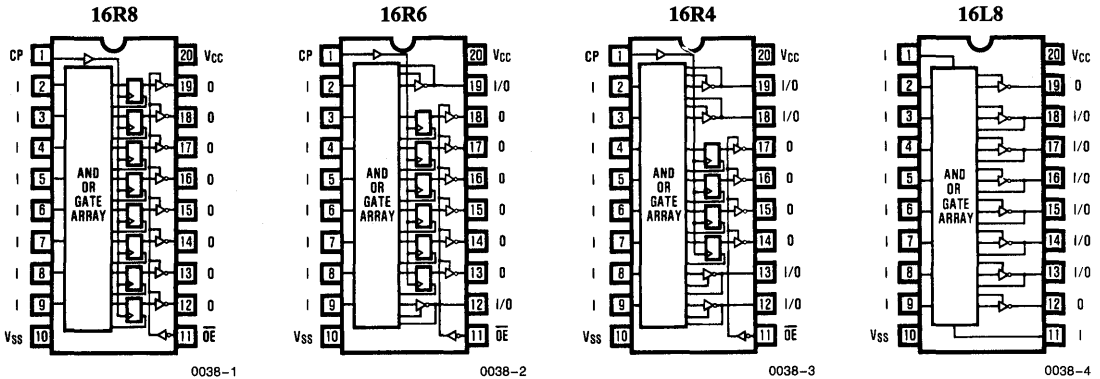 16R8
CP 1 20 VCC
I 2 19 O
I 3 18 O
I 4 17 O
I 5 16 O
I 6 15 O
I 7 14 O
I 8 13 O
I 9 12 O
VSS 10 11 OE
AND
OR
GATE
ARRAY
0038-1
16R6
CP 1 20 VCC
I 2 19 I/O
I 3 18 O
I 4 17 O
I 5 16 O
I 6 15 O
I 7 14 O
I 8 13 O
I 9 12 I/O
VSS 10 11 OE
AND
OR
GATE
ARRAY
0038-2
16R4
CP 1 20 VCC
I 2 19 I/O
I 3 18 I/O
I 4 17 O
I 5 16 O
I 6 15 O
I 7 14 O
I 8 13 I/O
I 9 12 I/O
VSS 10 11 OE
AND
OR
GATE
ARRAY
0038-3
16L8
I 1 20 VCC
I 2 19 O
I 3 18 I/O
I 4 17 I/O
I 5 16 I/O
I 6 15 I/O
I 7 14 I/O
I 8 13 I/O
I 9 12 O
VSS 10 11 I
AND
OR
GATE
ARRAY
0038-4